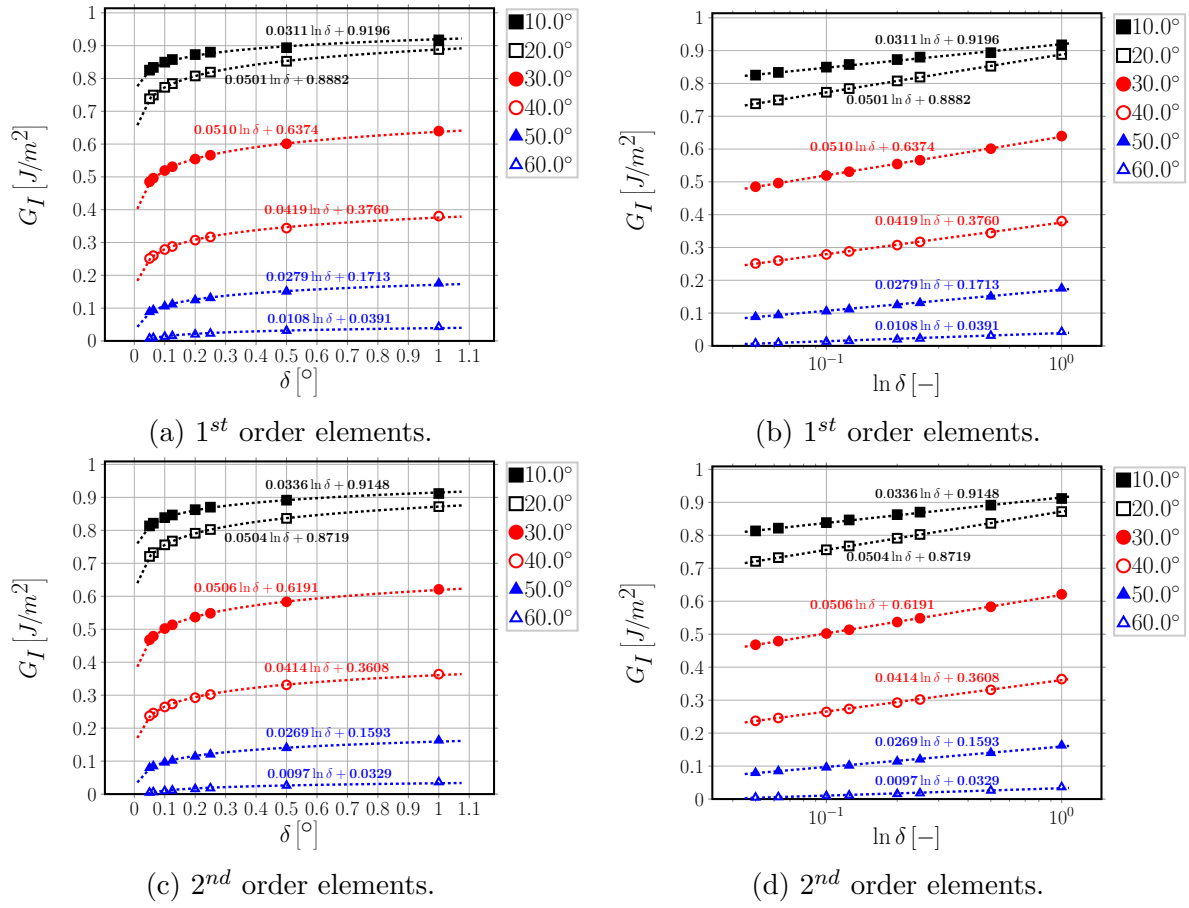 1
0.9
0.8
0.7
0.6
0.5
0.4
0.3
0.2
0.1
0
G_I [J/m^2]
0.0311 ln δ + 0.9196
0.0501 ln δ + 0.8882
0.0510 ln δ + 0.6374
0.0419 ln δ + 0.3760
0.0279 ln δ + 0.1713
0.0108 ln δ + 0.0391
0 0.1 0.2 0.3 0.4 0.5 0.6 0.7 0.8 0.9 1 1.1
δ [°]
10.0°
20.0°
30.0°
40.0°
50.0°
60.0°
(a) 1^{st} order elements.
1
0.9
0.8
0.7
0.6
0.5
0.4
0.3
0.2
0.1
0
G_I [J/m^2]
0.0311 ln δ + 0.9196
0.0501 ln δ + 0.8882
0.0510 ln δ + 0.6374
0.0419 ln δ + 0.3760
0.0279 ln δ + 0.1713
0.0108 ln δ + 0.0391
10^{-1} 10^0
ln δ [−]
10.0°
20.0°
30.0°
40.0°
50.0°
60.0°
(b) 1^{st} order elements.
1
0.9
0.8
0.7
0.6
0.5
0.4
0.3
0.2
0.1
0
G_I [J/m^2]
0.0336 ln δ + 0.9148
0.0504 ln δ + 0.8719
0.0506 ln δ + 0.6191
0.0414 ln δ + 0.3608
0.0269 ln δ + 0.1593
0.0097 ln δ + 0.0329
0 0.1 0.2 0.3 0.4 0.5 0.6 0.7 0.8 0.9 1 1.1
δ [°]
10.0°
20.0°
30.0°
40.0°
50.0°
60.0°
(c) 2^{nd} order elements.
1
0.9
0.8
0.7
0.6
0.5
0.4
0.3
0.2
0.1
0
G_I [J/m^2]
0.0336 ln δ + 0.9148
0.0504 ln δ + 0.8719
0.0506 ln δ + 0.6191
0.0414 ln δ + 0.3608
0.0269 ln δ + 0.1593
0.0097 ln δ + 0.0329
10^{-1} 10^0
ln δ [−]
10.0°
20.0°
30.0°
40.0°
50.0°
60.0°
(d) 2^{nd} order elements.